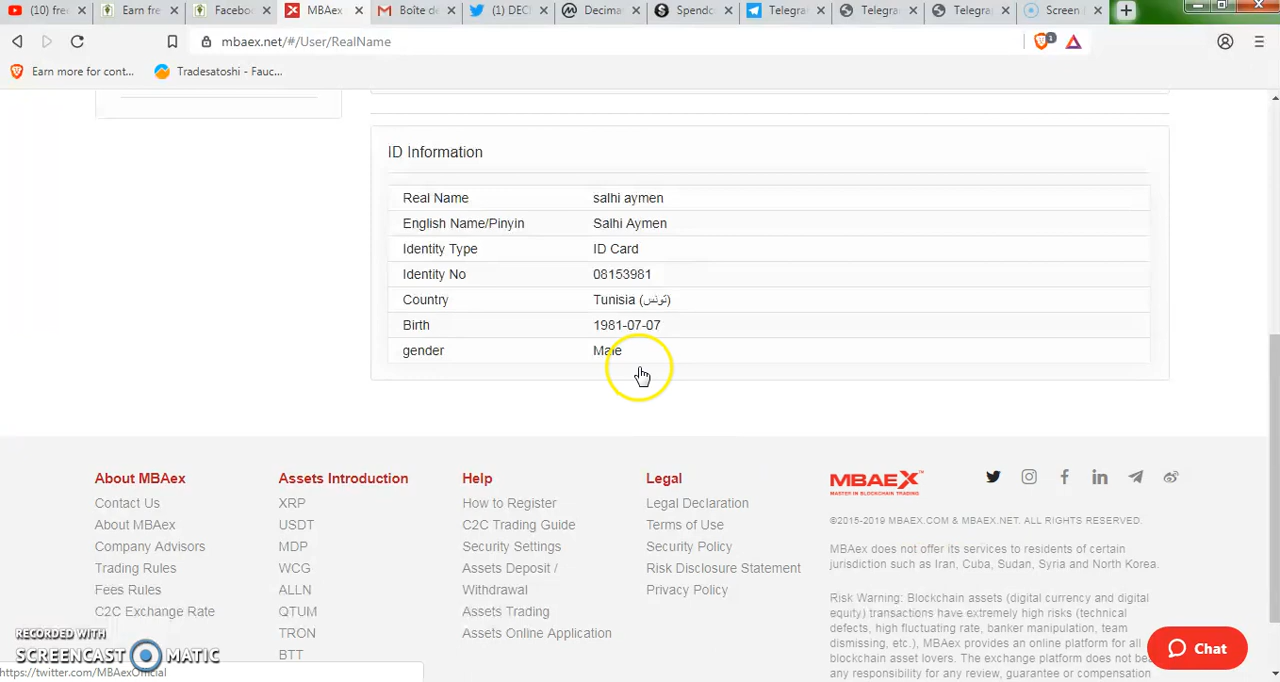 (10) fre
Earn fre
Faceboo
MBAex
Boîte de
(1) DEC
Decima
Spendc
Telegra
Telegra
Telegra
Screen
mbaex.net/#/User/RealName
Earn more for cont...
Tradesatoshi - Fauc...
ID Information
Real Name salhi aymen
English Name/Pinyin Salhi Aymen
Identity Type ID Card
Identity No 08153981
Country Tunisia (تونس)
Birth 1981-07-07
gender Male
About MBAex
Contact Us
About MBAex
Company Advisors
Trading Rules
Fees Rules
C2C Exchange Rate
Assets Introduction
XRP
USDT
MDP
WCG
ALLN
QTUM
TRON
BTT
Help
How to Register
C2C Trading Guide
Security Settings
Assets Deposit /
Withdrawal
Assets Trading
Assets Online Application
Legal
Legal Declaration
Terms of Use
Security Policy
Risk Disclosure Statement
Privacy Policy
MBAEX™
MASTER IN BLOCKCHAIN TRADING
©2015-2019 MBAEX.COM & MBAEX.NET. ALL RIGHTS RESERVED.
MBAex does not offer its services to residents of certain
jurisdiction such as Iran, Cuba, Sudan, Syria and North Korea.
Risk Warning: Blockchain assets (digital currency and digital
equity) transactions have extremely high risks (technical
defects, high fluctuating rate, banker manipulation, team
dismissing, etc.), MBAex provides an online platform for all
blockchain asset lovers. The exchange platform does not be
any responsibility for any review, guarantee or compensation
Chat
RECORDED WITH
SCREENCAST MATIC
https://twitter.com/MBAexOfficial